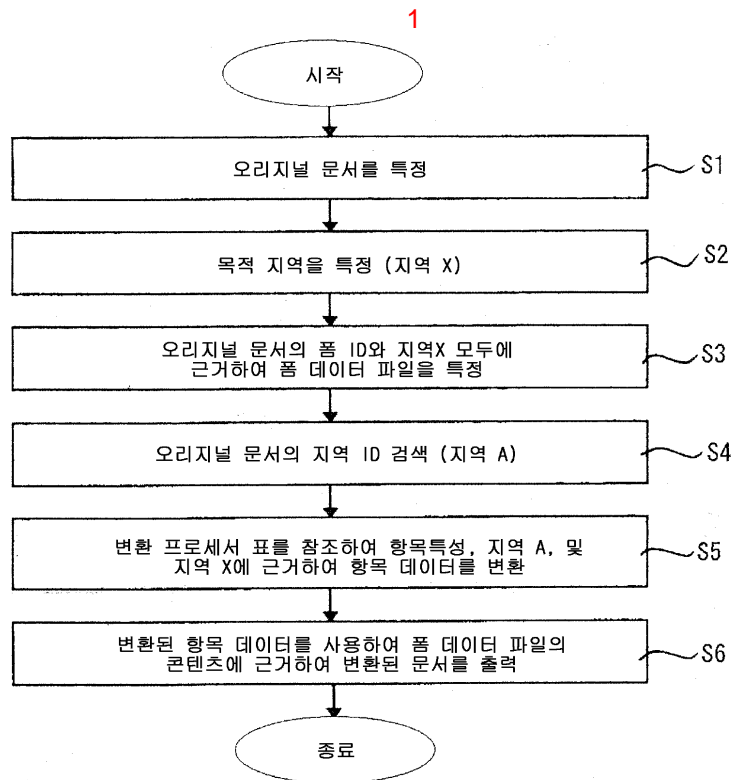 1
시작
오리지널 문서를 특정
S1
목적 지역을 특정 (지역 X)
S2
오리지널 문서의 폼 ID와 지역X 모두에
근거하여 폼 데이터 파일을 특정
S3
오리지널 문서의 지역 ID 검색 (지역 A)
S4
변환 프로세서 표를 참조하여 항목특성, 지역 A, 및
지역 X에 근거하여 항목 데이터를 변환
S5
변환된 항목 데이터를 사용하여 폼 데이터 파일의
콘텐츠에 근거하여 변환된 문서를 출력
S6
종료